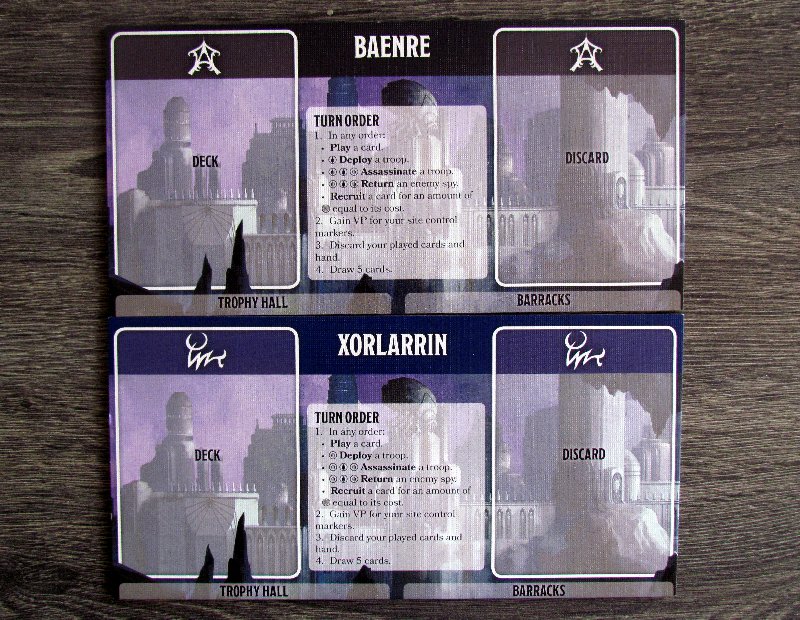 BAENRE
DECK
TURN ORDER
1. In any order:
• Play a card.
• Deploy a troop.
• Assassinate a troop.
• Return an enemy spy.
• Recruit a card for an amount of
equal to its cost.
2. Gain VP for your site control
markers.
3. Discard your played cards and
hand.
4. Draw 5 cards.
DISCARD
TROPHY HALL
BARRACKS
XORLARRIN
DECK
TURN ORDER
1. In any order:
• Play a card.
• Deploy a troop.
• Assassinate a troop.
• Return an enemy spy.
• Recruit a card for an amount of
equal to its cost.
2. Gain VP for your site control
markers.
3. Discard your played cards and
hand.
4. Draw 5 cards.
DISCARD
TROPHY HALL
BARRACKS